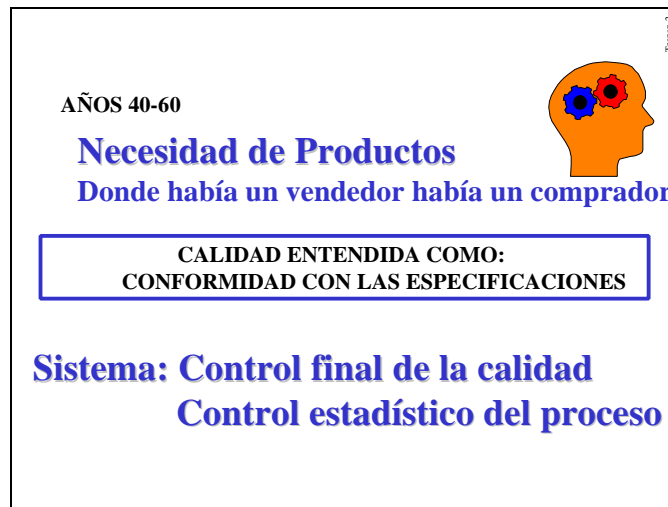 AÑOS 40-60
Necesidad de Productos
Donde había un vendedor había un comprador
CALIDAD ENTENDIDA COMO:
CONFORMIDAD CON LAS ESPECIFICACIONES
Sistema: Control final de la calidad
Control estadístico del proceso